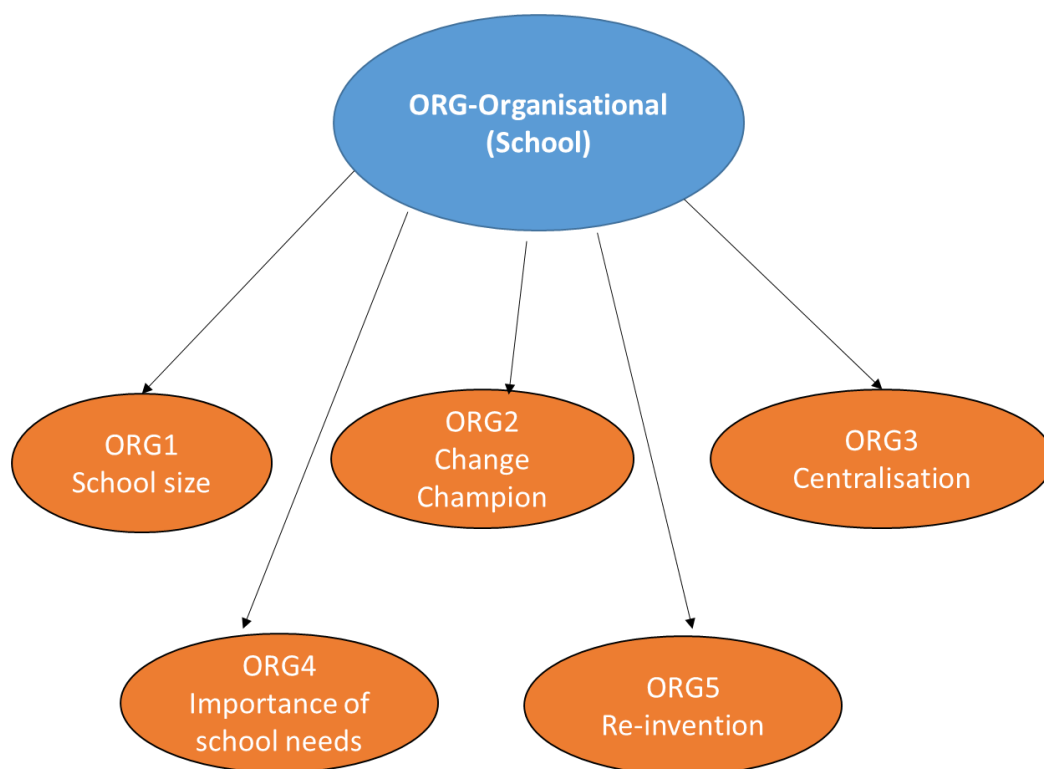 ORG-Organisational
(School)
ORG1
School size
ORG2
Change
Champion
ORG3
Centralisation
ORG4
Importance of
school needs
ORG5
Re-invention